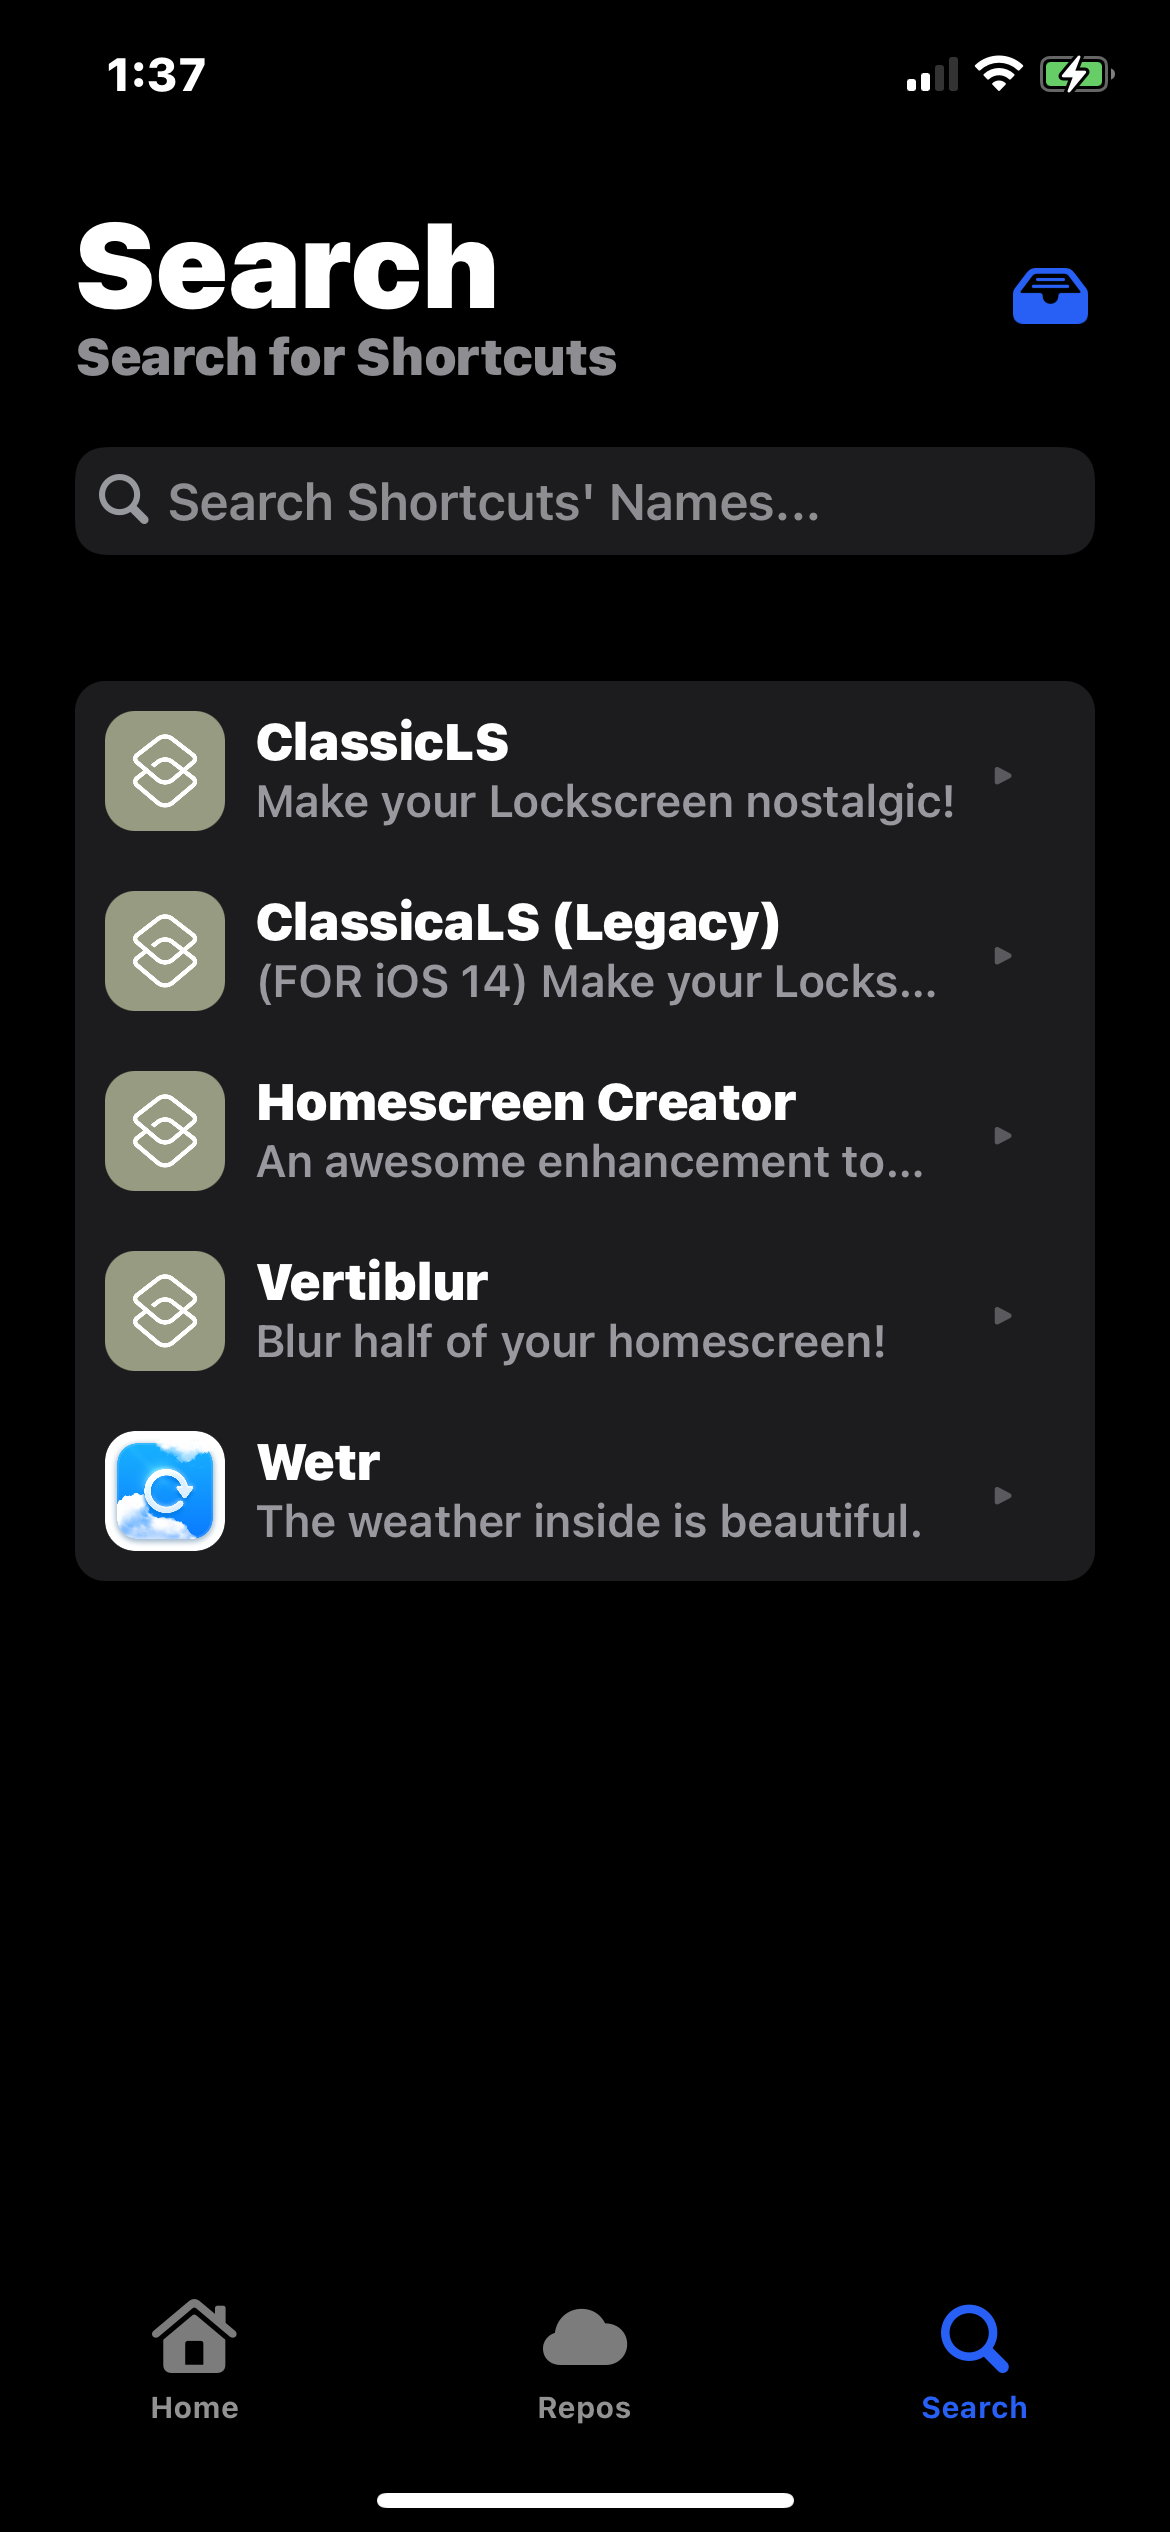 1:37
Search
Search for Shortcuts
Search Shortcuts' Names...
ClassicLS
Make your Lockscreen nostalgic!
ClassicaLS (Legacy)
(FOR iOS 14) Make your Locks...
Homescreen Creator
An awesome enhancement to...
Vertiblur
Blur half of your homescreen!
Wetr
The weather inside is beautiful.
Home
Repos
Search